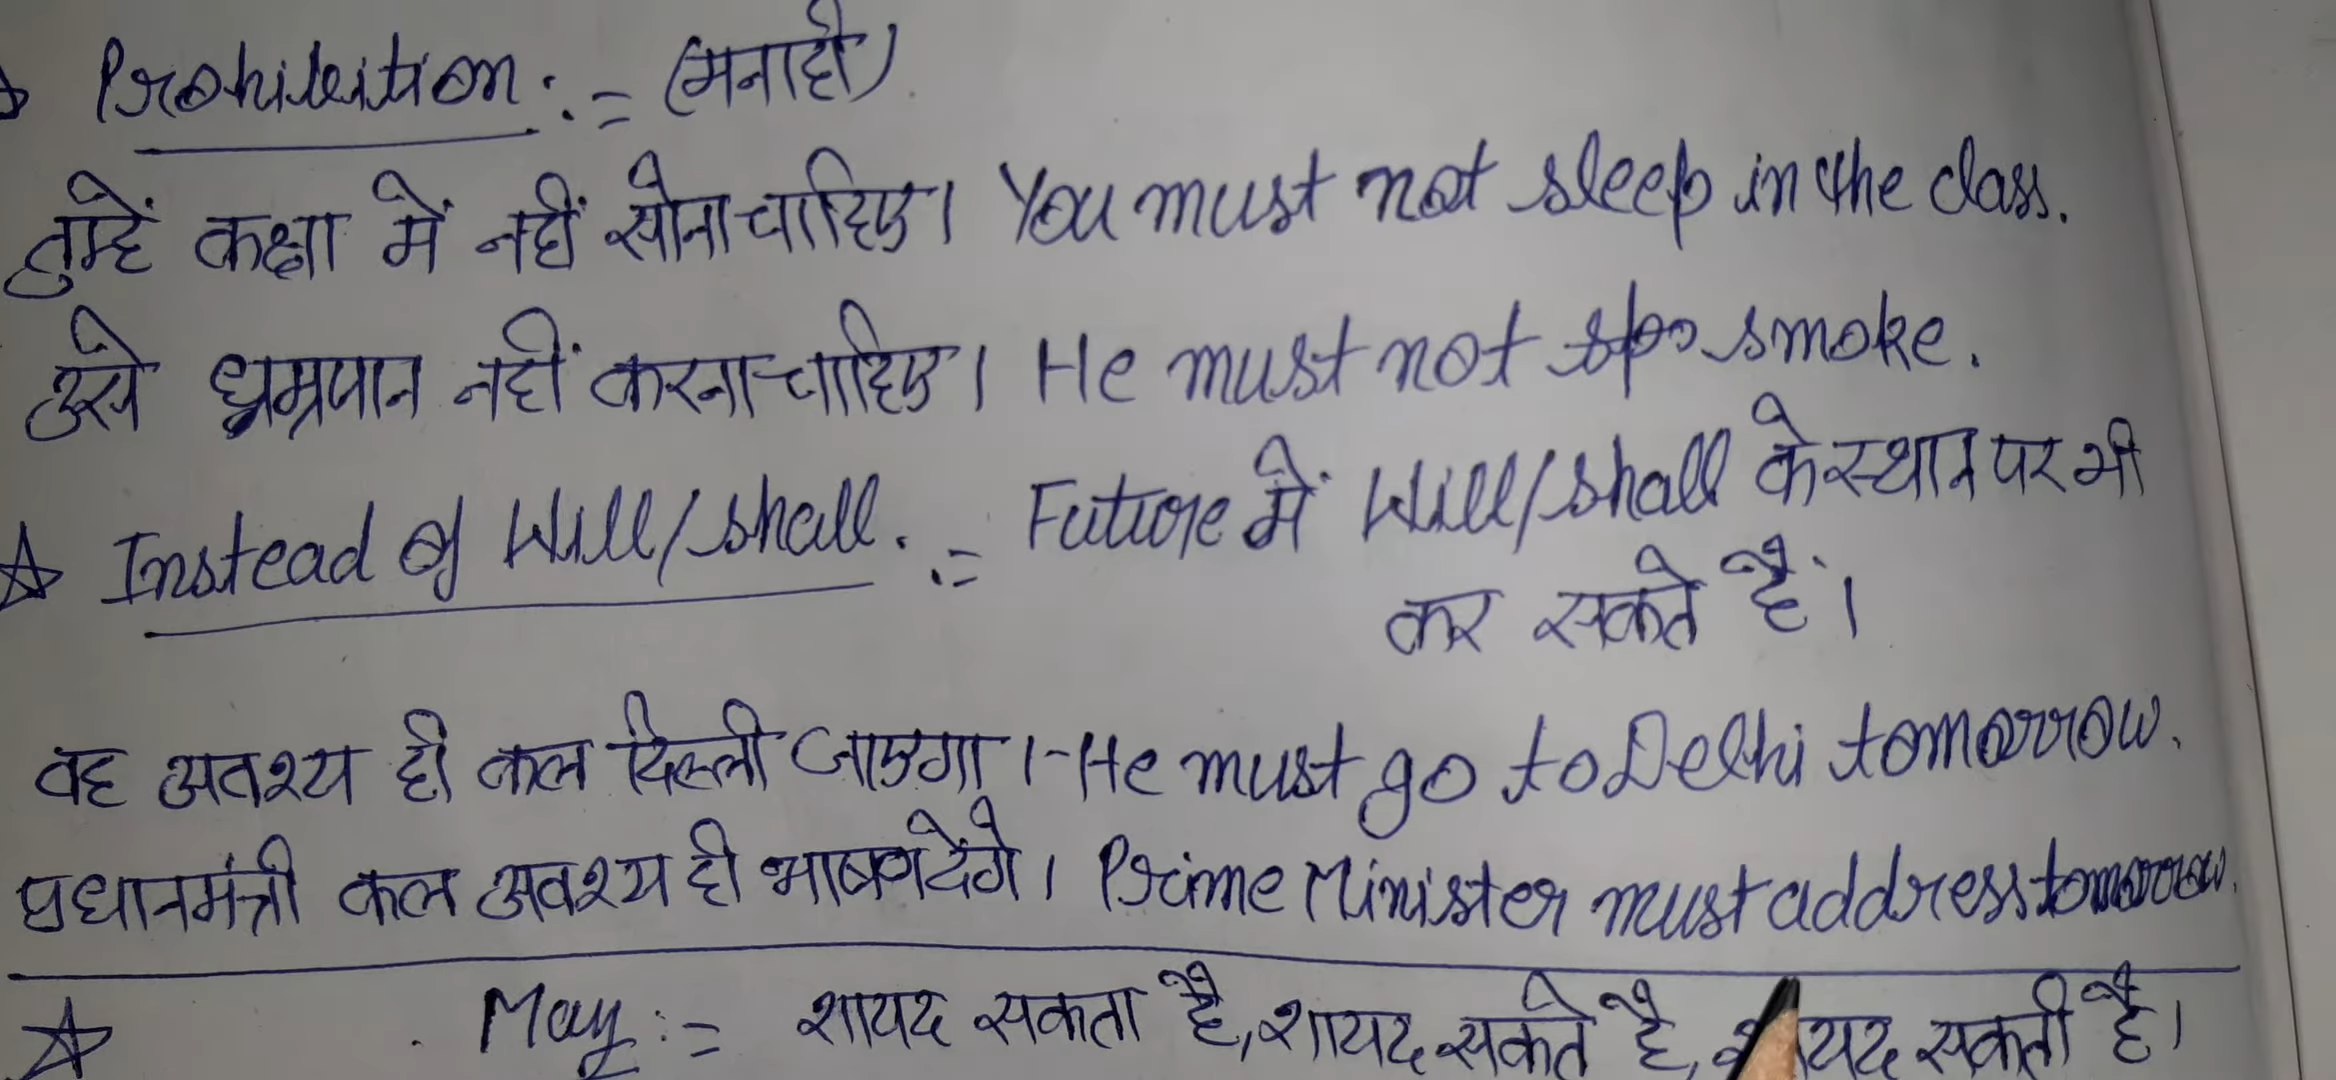 Prohibition := (मनाही)
तुम्हें कक्षा में नहीं सोना चाहिए। You must not sleep in the class.
उसे धुम्रपान नहीं करना चाहिए। He must not smoke.
☆ Instead of Will/shall. := Future में Will/shall के स्थान पर भी
कर सकते हैं।
वह अवश्य ही कल दिल्ली जाएगा। He must go to Delhi tomorrow.
प्रधानमंत्री कल अवश्य ही भाषण देंगे। Prime Minister must address tomorrow.
☆ May := शायद सकता है, शायद सकते है, शायद सकती है।